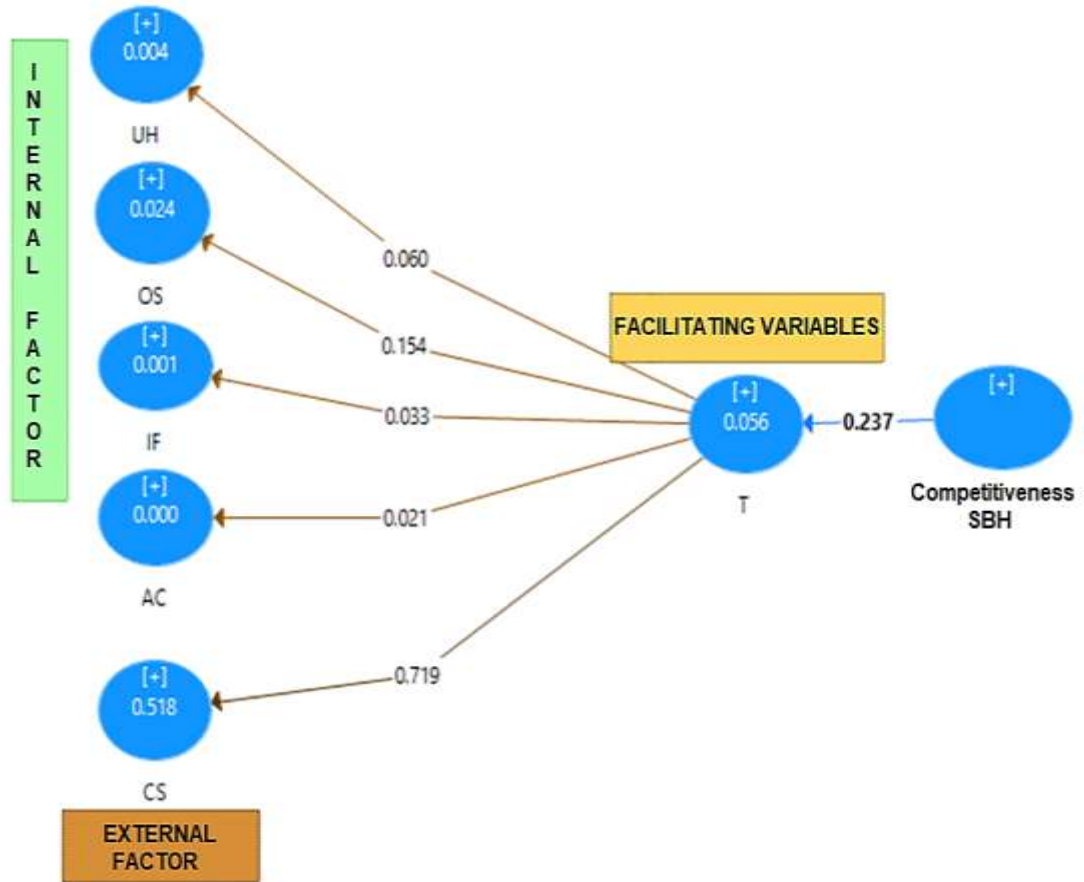 INTERNAL FACTOR
[+]
0.004
UH
[+]
0.024
OS
[+]
0.001
IF
[+]
0.000
AC
[+]
0.518
CS
EXTERNAL
FACTOR
0.060
0.154
0.033
0.021
0.719
FACILITATING VARIABLES
[+]
0.056
T
0.237
[+]
Competitiveness
SBH